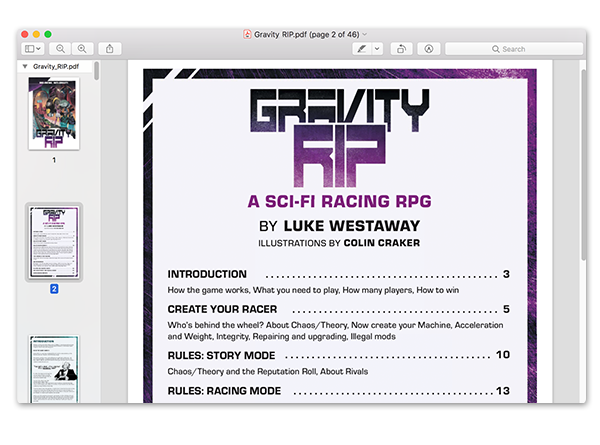 Gravity RIP.pdf (page 2 of 46)
Search
Gravity_RIP.pdf
1
2
GRAVITY
RIP
A SCI-FI RACING RPG
BY LUKE WESTAWAY
ILLUSTRATIONS BY COLIN CRAKER
INTRODUCTION ........................................ 3
How the game works, What you need to play, How many players, How to win
CREATE YOUR RACER ........................................ 5
Who's behind the wheel? About Chaos/Theory, Now create your Machine, Acceleration
and Weight, Integrity, Repairing and upgrading, Illegal mods
RULES: STORY MODE ........................................ 10
Chaos/Theory and the Reputation Roll, About Rivals
RULES: RACING MODE ........................................ 13